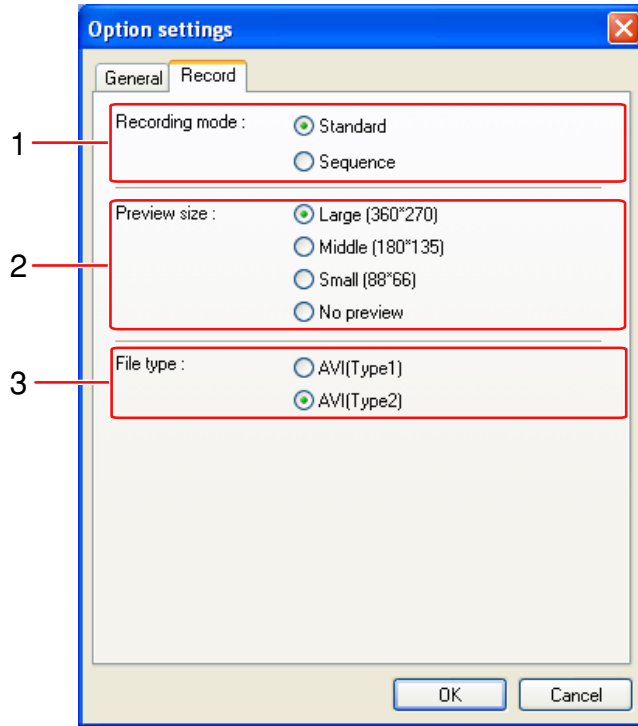 Option settings
General Record
1 Recording mode : Standard
Sequence
Preview size : Large (360*270)
2 Middle (180*135)
Small (88*66)
No preview
File type : AVI(Type1)
3 AVI(Type2)
OK Cancel